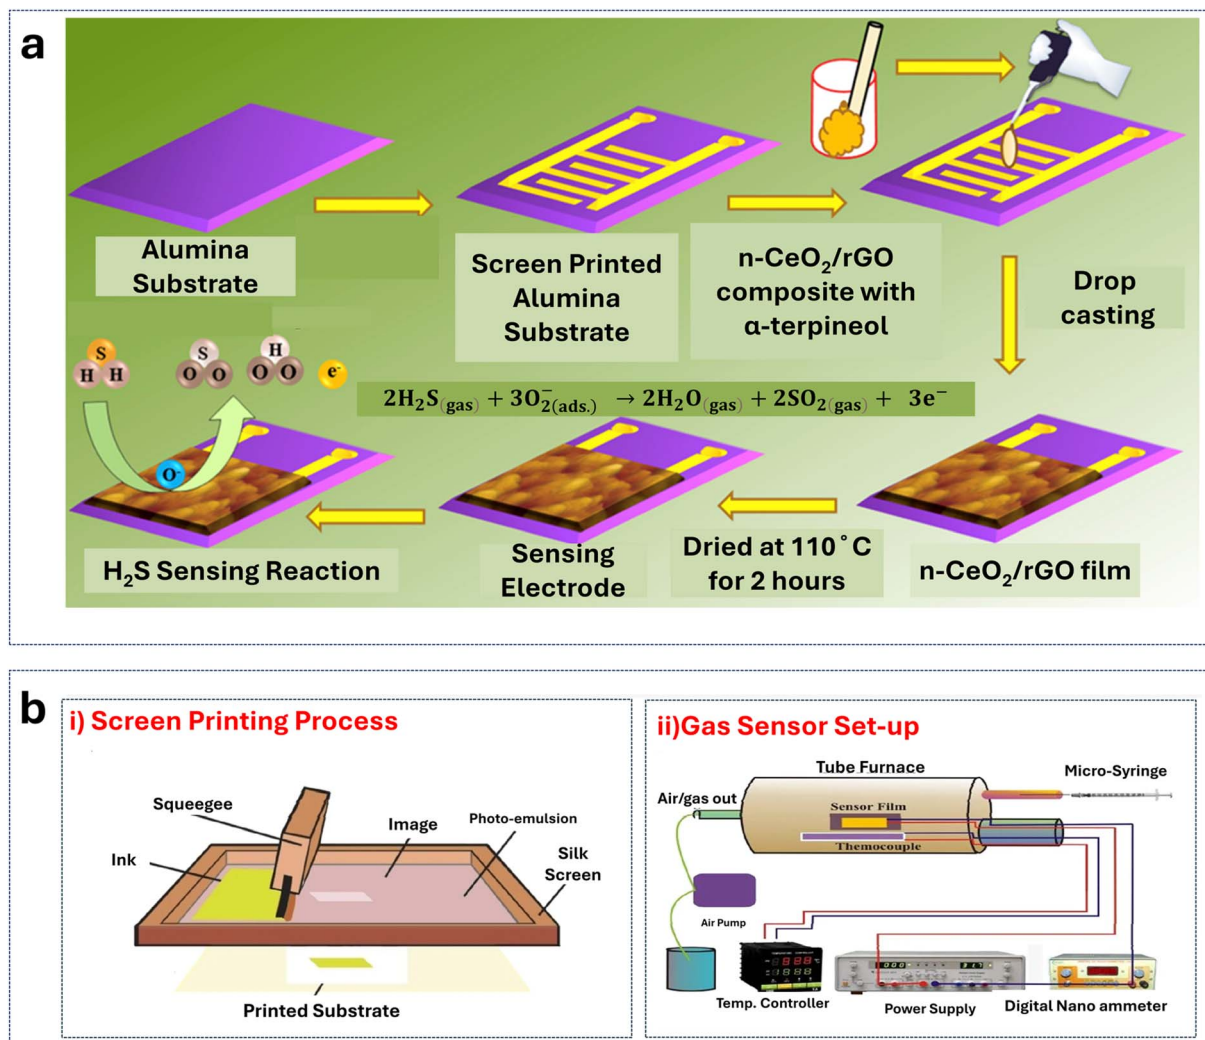 a
Alumina
Substrate
Screen Printed
Alumina
Substrate
n-CeO₂/rGO
composite with
α-terpineol
Drop
casting
S
H H
S
O O
H
O O
e⁻
2H₂S(gas) + 3O₂⁻(ads.) → 2H₂O(gas) + 2SO₂(gas) + 3e⁻
O⁻
H₂S Sensing Reaction
Sensing
Electrode
Dried at 110˚C
for 2 hours
n-CeO₂/rGO film
b
i) Screen Printing Process
Squeegee
Ink
Image
Photo-emulsion
Silk
Screen
Printed Substrate
ii)Gas Sensor Set-up
Tube Furnace
Micro-Syringe
Air/gas out
Sensor Film
Themocouple
Air Pump
Temp. Controller
Power Supply
Digital Nano ammeter